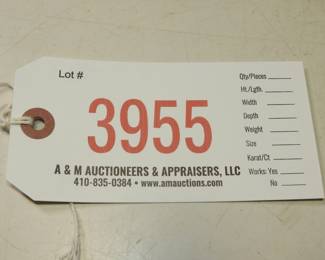 Lot #
3955
A & M AUCTIONEERS & APPRAISERS, LLC
410-835-0384 • www.amauctions.com
Qty/Pieces
Ht./Lgth.
Width
Depth
Weight
Size
Karat/Ct
Works: Yes
No